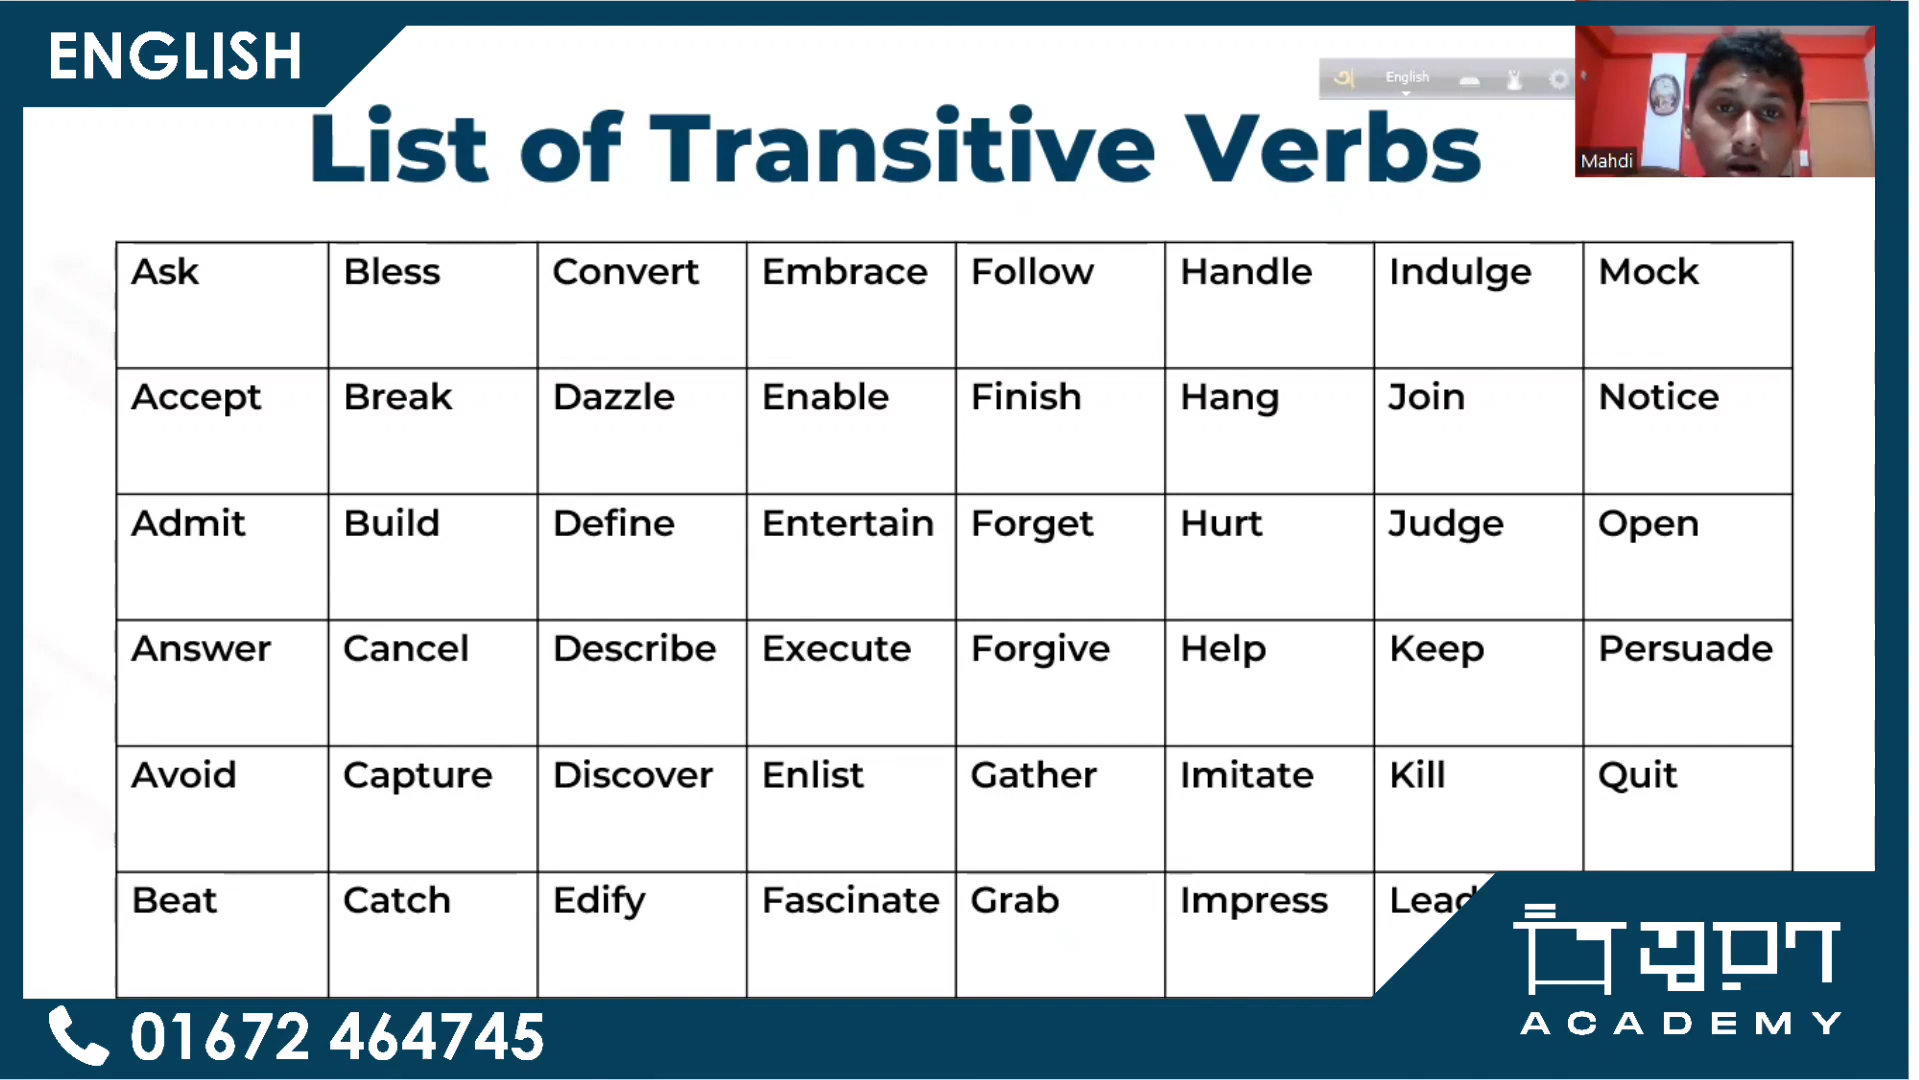 ENGLISH
English
Mahdi
List of Transitive Verbs
Ask Bless Convert Embrace Follow Handle Indulge Mock
Accept Break Dazzle Enable Finish Hang Join Notice
Admit Build Define Entertain Forget Hurt Judge Open
Answer Cancel Describe Execute Forgive Help Keep Persuade
Avoid Capture Discover Enlist Gather Imitate Kill Quit
Beat Catch Edify Fascinate Grab Impress Lead
ACADEMY
01672 464745